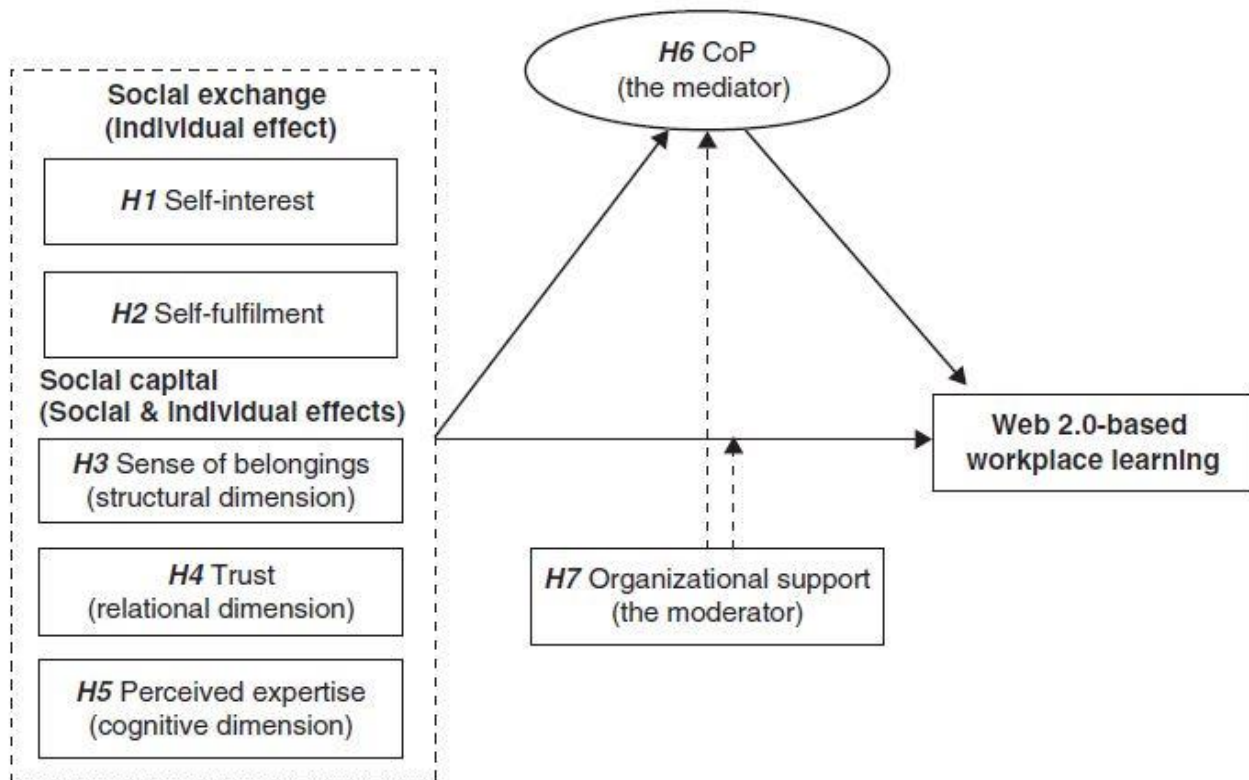 Social exchange
(Individual effect)
H1 Self-interest
H2 Self-fulfilment
Social capital
(Social & Individual effects)
H3 Sense of belongings
(structural dimension)
H4 Trust
(relational dimension)
H5 Perceived expertise
(cognitive dimension)
H6 CoP
(the mediator)
H7 Organizational support
(the moderator)
Web 2.0-based
workplace learning